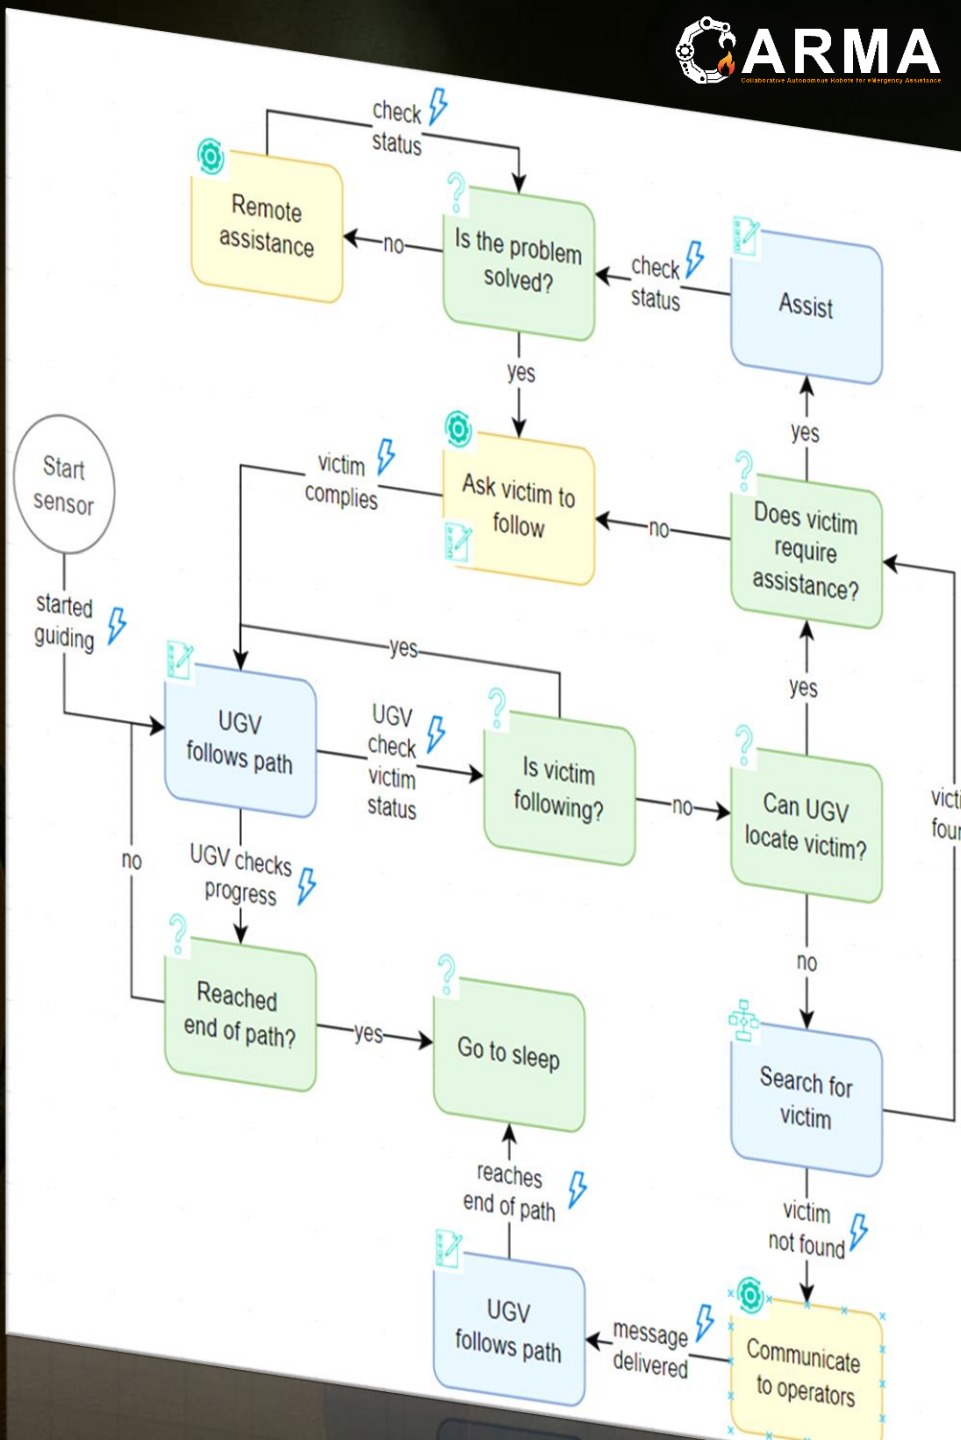 CARMA
Collaborative Autonomous Robots for eMergency Assistance
check
status
Remote
assistance
no
Is the problem
solved?
check
status
Assist
yes
yes
Start
sensor
victim
complies
Ask victim to
follow
no
Does victim
require
assistance?
started
guiding
yes
yes
UGV
follows path
UGV
check
victim
status
Is victim
following?
no
Can UGV
locate victim?
no
UGV checks
progress
no
Reached
end of path?
yes
Go to sleep
Search for
victim
reaches
end of path
victim
not found
UGV
follows path
message
delivered
Communicate
to operators